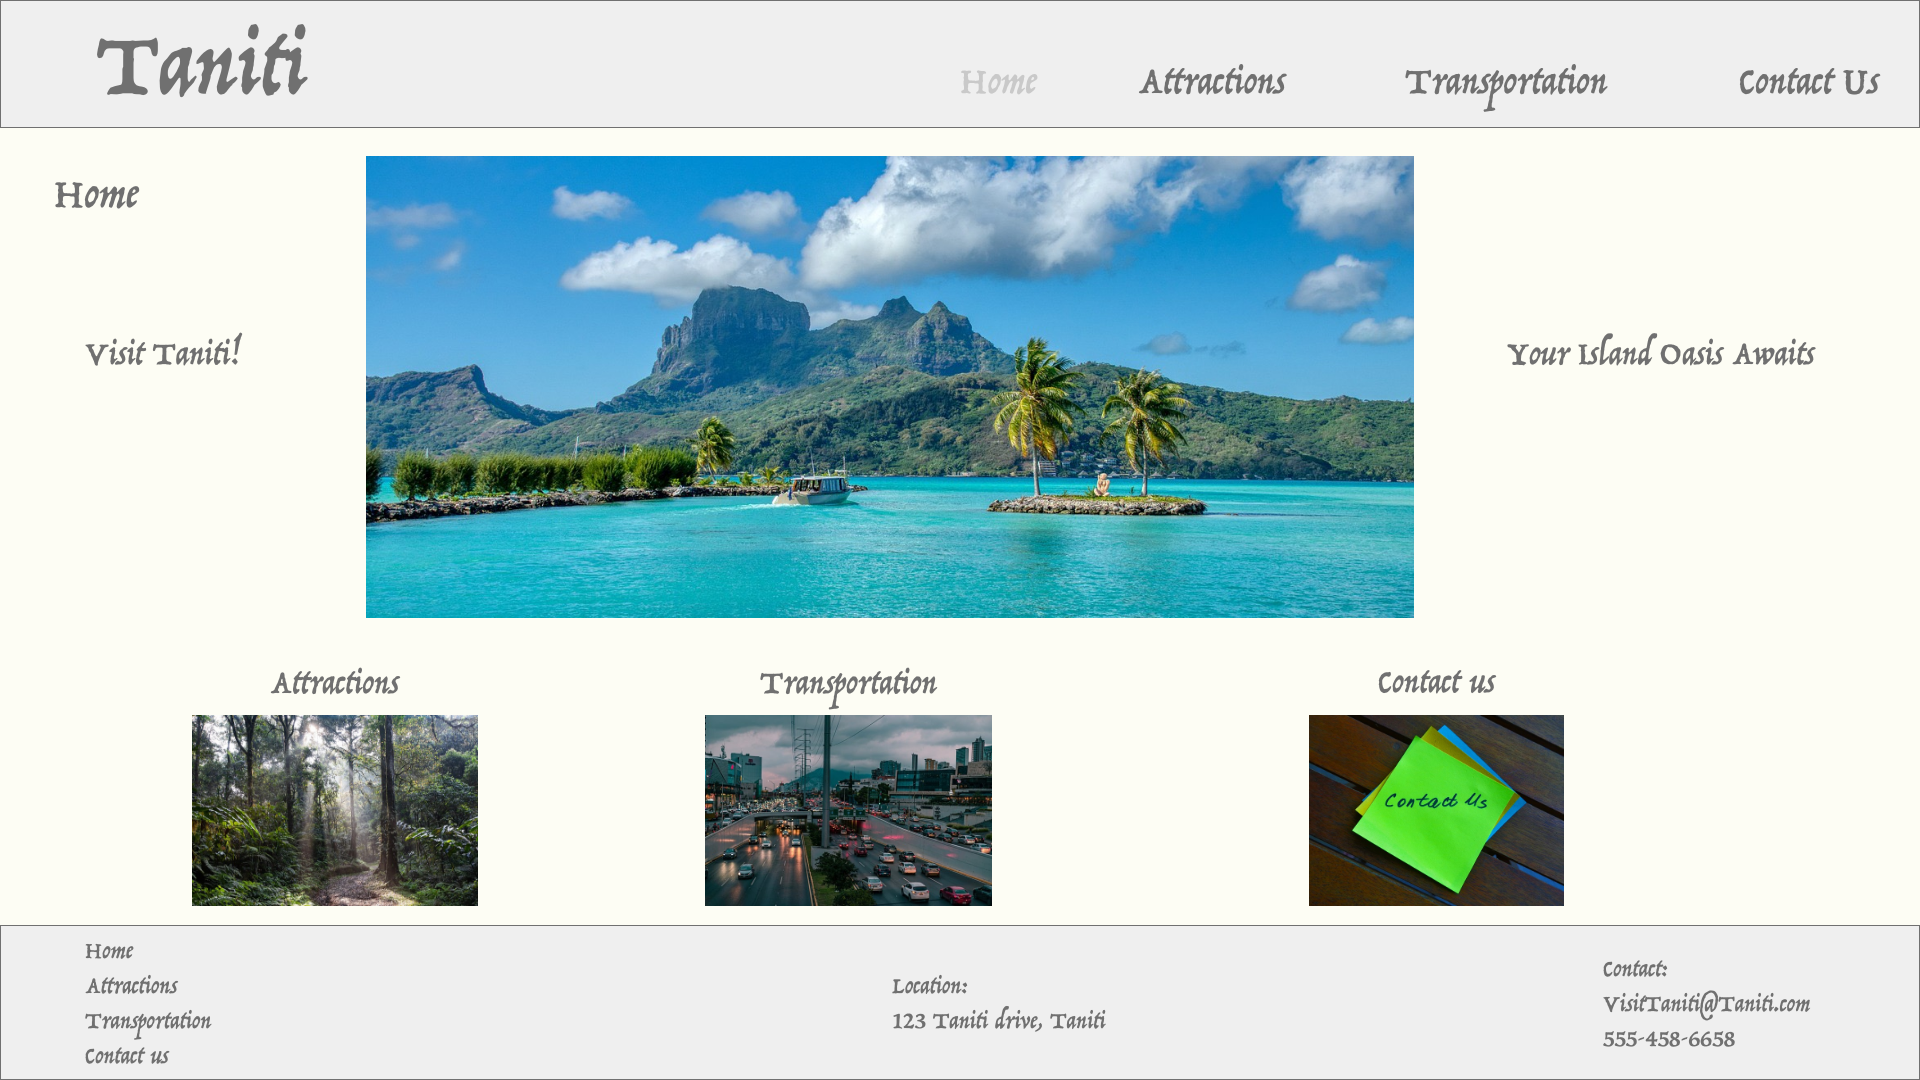 Taniti
Home
Attractions
Transportation
Contact Us
Home
Visit Taniti!
Your Island Oasis Awaits
Attractions
Transportation
Contact us
Contact Us
Home
Attractions
Transportation
Contact us
Location:
123 Taniti drive, Taniti
Contact:
VisitTaniti@Taniti.com
555-458-6658